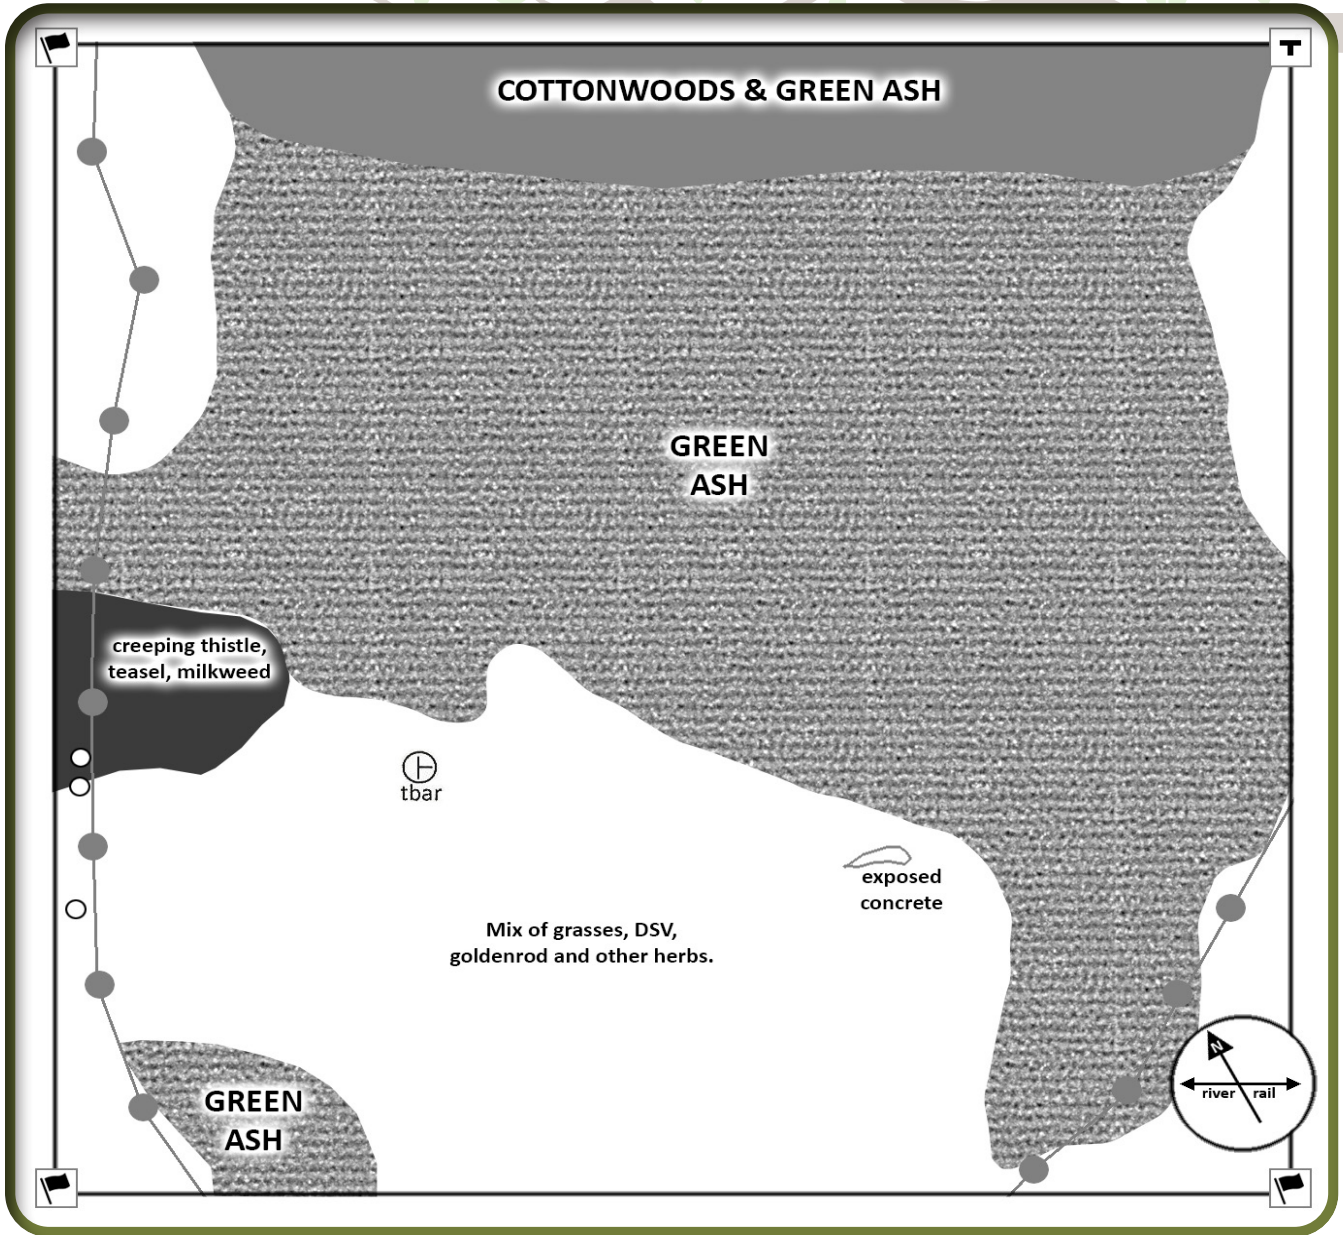 T
COTTONWOODS & GREEN ASH
GREEN
ASH
creeping thistle,
teasel, milkweed
tbar
exposed
concrete
Mix of grasses, DSV,
goldenrod and other herbs.
N
river rail
GREEN
ASH